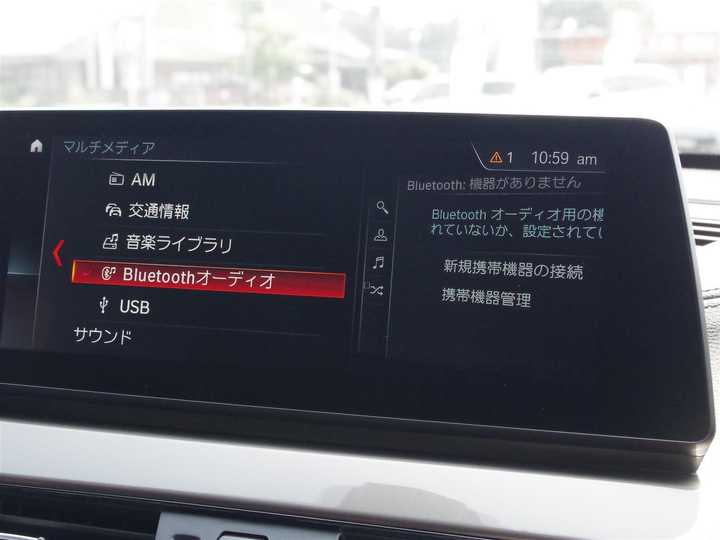 マルチメディア
1 10:59 am
AM
交通情報
音楽ライブラリ
Bluetoothオーディオ
USB
サウンド
Bluetooth: 機器がありません
Bluetooth オーディオ用の機
れていないか、設定されてい
新規携帯機器の接続
携帯機器管理